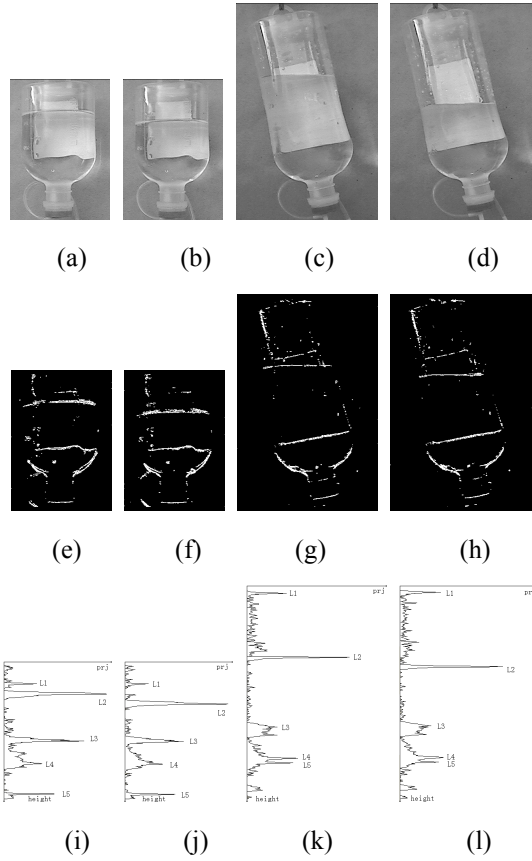 (a) (b) (c) (d)
(e) (f) (g) (h)
prj
L1
L2
L3
L4
L5
height
prj
L1
L2
L3
L4
L5
height
prj
L1
L2
L3
L4
L5
height
prj
L1
L2
L3
L4
L5
height
(i) (j) (k) (l)